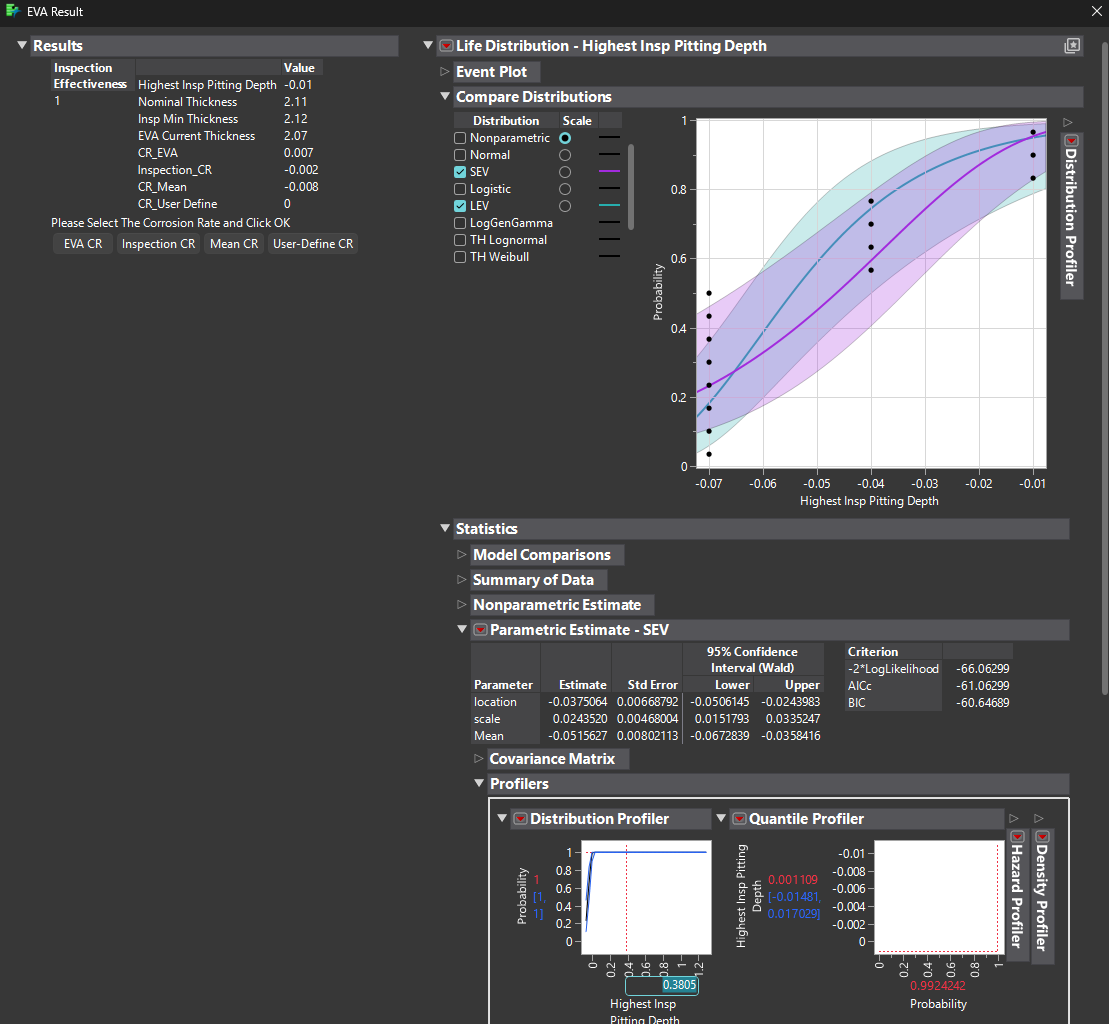 EVA Result
Results
Inspection Effectiveness Value
1 Highest Insp Pitting Depth -0.01
Nominal Thickness 2.11
Insp Min Thickness 2.12
EVA Current Thickness 2.07
CR_EVA 0.007
Inspection_CR -0.002
CR_Mean -0.008
CR_User Define 0
Please Select The Corrosion Rate and Click OK
EVA CR Inspection CR Mean CR User-Define CR
Life Distribution - Highest Insp Pitting Depth
Event Plot
Compare Distributions
Distribution Scale
Nonparametric
Normal
SEV
Logistic
LEV
LogGenGamma
TH Lognormal
TH Weibull
Probability
1
0.8
0.6
0.4
0.2
0
-0.07 -0.06 -0.05 -0.04 -0.03 -0.02 -0.01
Highest Insp Pitting Depth
Distribution Profiler
Statistics
Model Comparisons
Summary of Data
Nonparametric Estimate
Parametric Estimate - SEV
95% Confidence
Interval (Wald)
Parameter Estimate Std Error Lower Upper
location -0.0375064 0.00668792 -0.0506145 -0.0243983
scale 0.0243520 0.00468004 0.0151793 0.0335247
Mean -0.0515627 0.00802113 -0.0672839 -0.0358416
Criterion
-2*LogLikelihood -66.06299
AICc -61.06299
BIC -60.64689
Covariance Matrix
Profilers
Distribution Profiler
Probability
1
[1,
1]
1
0.8
0.6
0.4
0.2
0
0 0.2 0.4 0.6 0.8 1 1.2
0.3805
Highest Insp
Pitting Depth
Quantile Profiler
Highest Insp Pitting
Depth
0.001109
[-0.01481,
0.017029]
-0.01
-0.008
-0.006
-0.004
-0.002
0
0 0.2 0.4 0.6 0.8 1
0.9924242
Probability
Hazard Profiler
Density Profiler